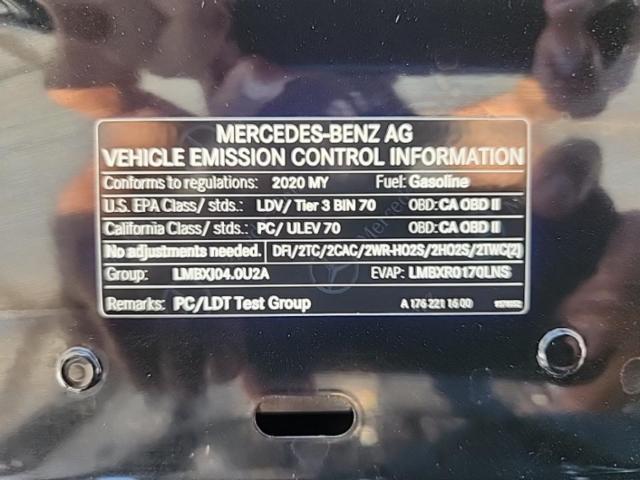 MERCEDES-BENZ AG
VEHICLE EMISSION CONTROL INFORMATION
Conforms to regulations: 2020 MY Fuel: Gasoline
U.S. EPA Class/ stds.: LDV/ Tier 3 BIN 70 OBD: CA OBD II
California Class/ stds.: PC/ ULEV 70 OBD: CA OBD II
No adjustments needed. DFI/2TC/2CAC/2WR-HO2S/2HO2S/2TWC(2)
Group: LMBXJ04.0U2A EVAP: LMBXR0170LNS
Remarks: PC/LDT Test Group A 176 221 16 00